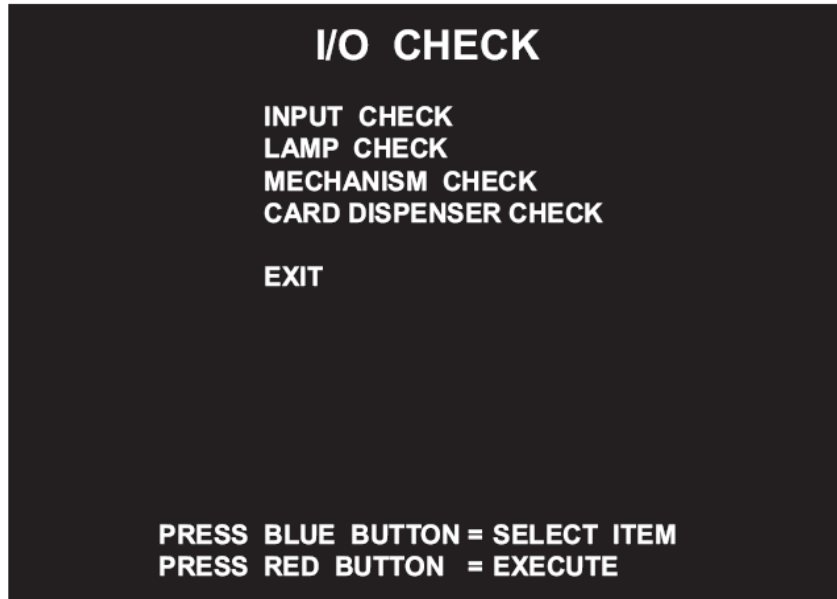 I/O CHECK
INPUT CHECK
LAMP CHECK
MECHANISM CHECK
CARD DISPENSER CHECK
EXIT
PRESS BLUE BUTTON = SELECT ITEM
PRESS RED BUTTON = EXECUTE